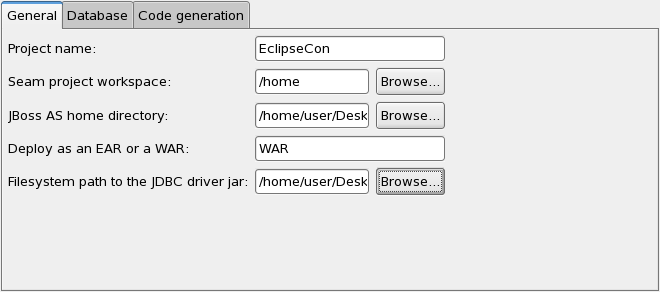 General Database Code generation
Project name: EclipseCon
Seam project workspace: /home Browse...
JBoss AS home directory: /home/user/Desk Browse...
Deploy as an EAR or a WAR: WAR
Filesystem path to the JDBC driver jar: /home/user/Desk Browse...